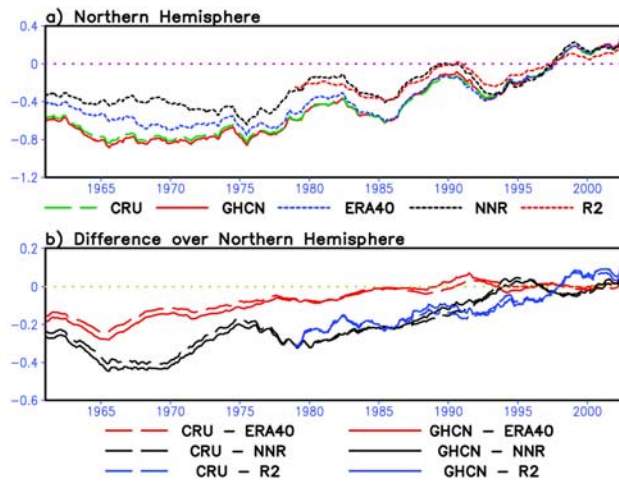 a) Northern Hemisphere
0.4
0
-0.4
-0.8
-1.2
1965 1970 1975 1980 1985 1990 1995 2000
CRU GHCN ERA40 NNR R2
b) Difference over Northern Hemisphere
0.2
0
-0.2
-0.4
-0.6
1965 1970 1975 1980 1985 1990 1995 2000
CRU - ERA40 GHCN - ERA40
CRU - NNR GHCN - NNR
CRU - R2 GHCN - R2